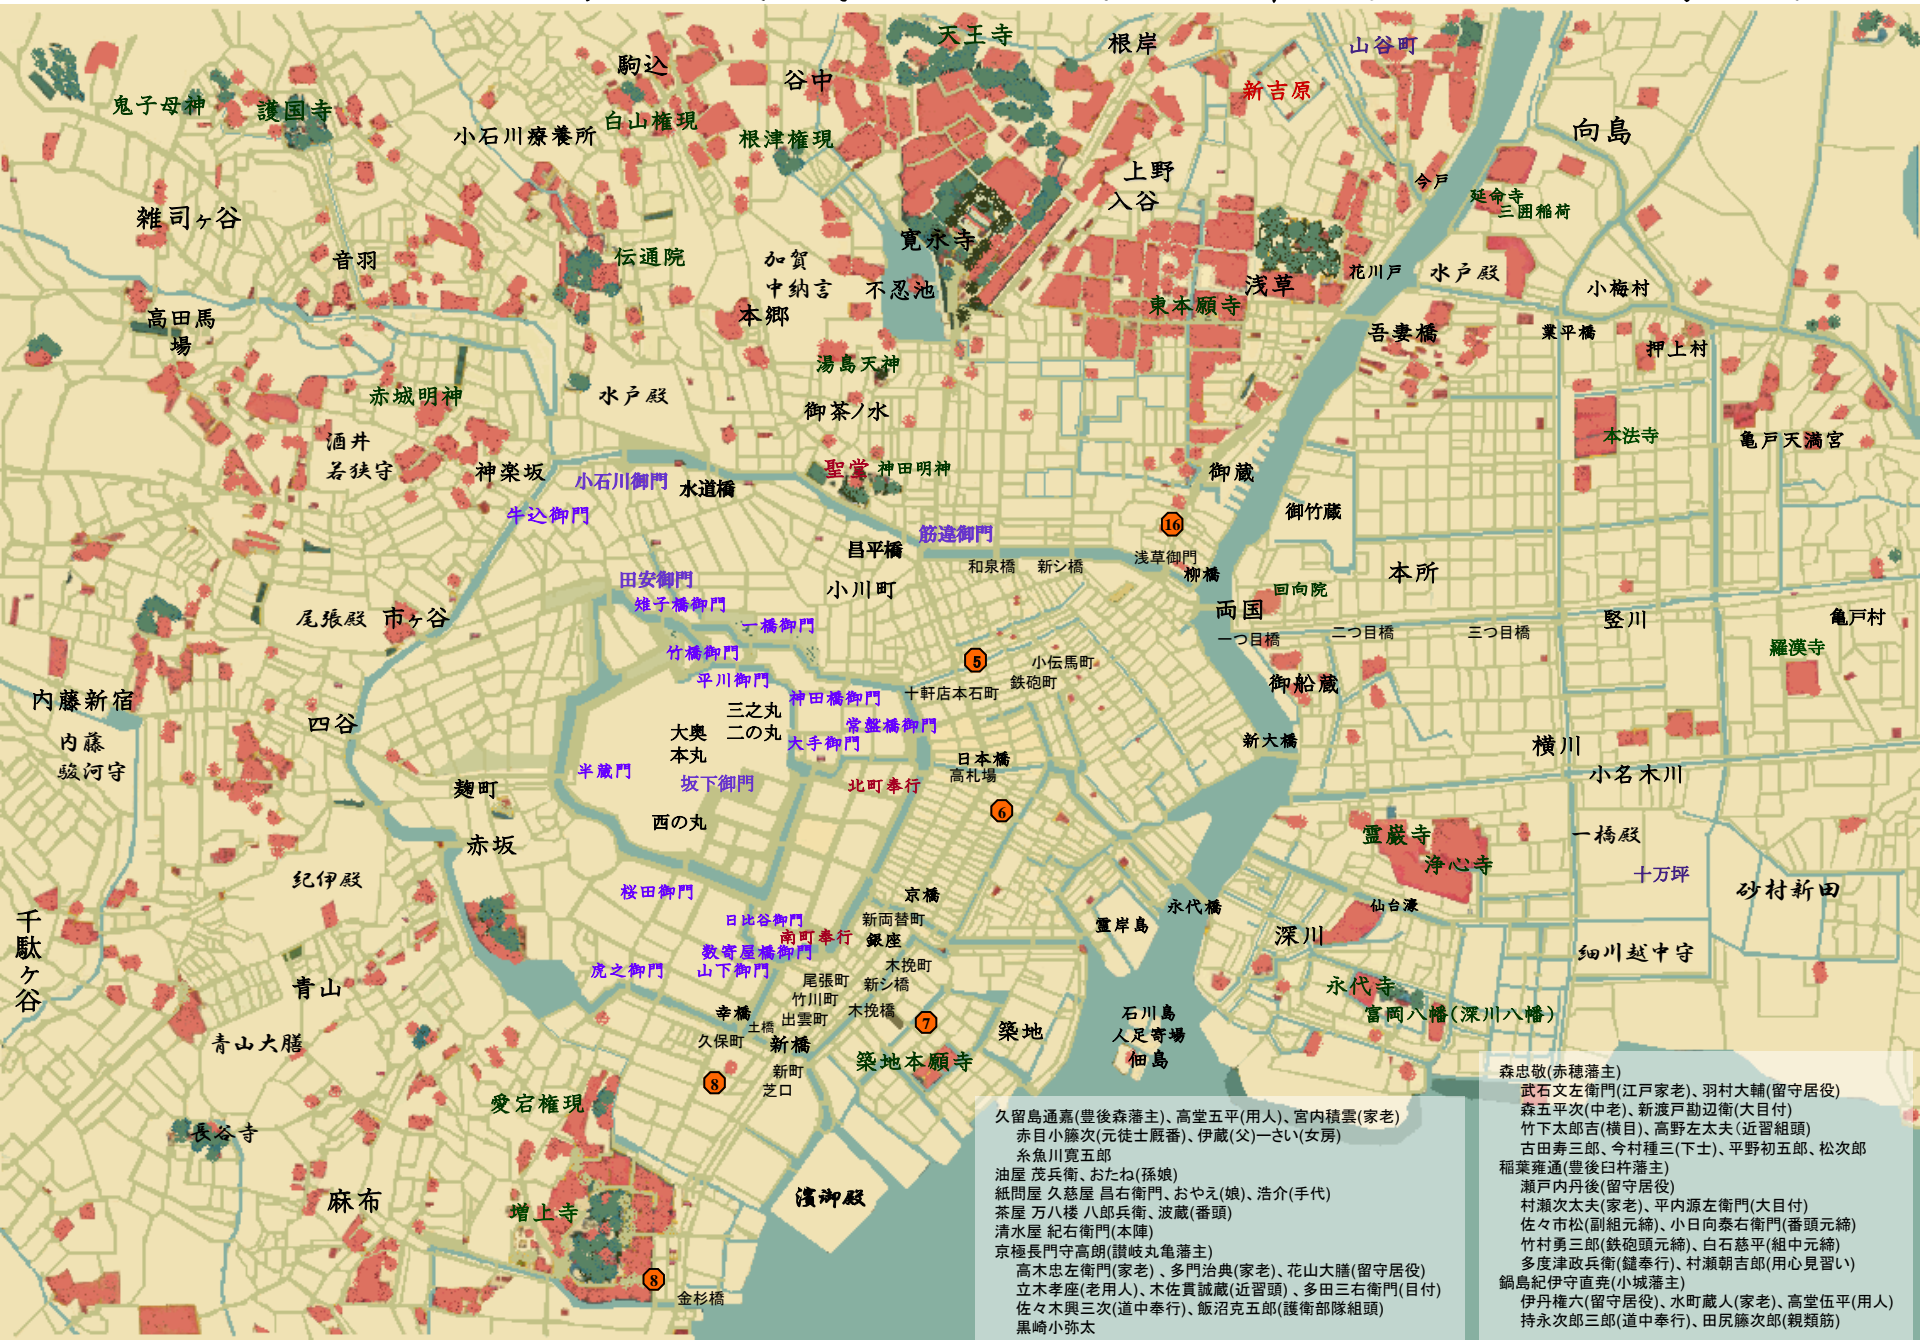 天王寺
根岸
山谷町
駒込
谷中
新吉原
鬼子母神
護国寺
白山権現
小石川療養所
根津権現
向島
上野
入谷
今戸
延命寺
三囲稲荷
雑司ヶ谷
寛永寺
音羽
伝通院
加賀
中納言
不忍池
浅草
花川戸
水戸殿
小梅村
東本願寺
本郷
高田馬
場
吾妻橋
業平橋
押上村
湯島天神
赤城明神
水戸殿
御茶ノ水
酒井
若狭守
本法寺
亀戸天満宮
神楽坂
小石川御門
水道橋
聖堂
神田明神
御蔵
牛込御門
御竹蔵
16
筋違御門
昌平橋
和泉橋
新シ橋
浅草御門
柳橋
本所
田安御門
小川町
回向院
雉子橋御門
両国
尾張殿
市ヶ谷
一橋御門
一つ目橋
二つ目橋
三つ目橋
竪川
亀戸村
竹橋御門
5
小伝馬町
羅漢寺
平川御門
鉄砲町
御船蔵
内藤新宿
神田橋御門
十軒店本石町
三之丸
二の丸
四谷
大奥
本丸
常盤橋御門
大手御門
新大橋
横川
内藤
駿河守
半蔵門
日本橋
高札場
小名木川
坂下御門
北町奉行
麹町
6
西の丸
赤坂
霊巌寺
浄心寺
一橋殿
紀伊殿
十万坪
砂村新田
桜田御門
京橋
永代橋
仙台濠
千駄ヶ谷
日比谷御門
新両替町
霊岸島
南町奉行
銀座
深川
数寄屋橋御門
細川越中守
虎之御門
山下御門
木挽町
尾張町
新シ橋
青山
永代寺
竹川町
幸橋
木挽橋
出雲町
土橋
7
石川島
人足寄場
佃島
富岡八幡(深川八幡)
築地
青山大膳
久保町
新橋
築地本願寺
新町
8
芝口
愛宕権現
長谷寺
麻布
増上寺
濱御殿
8
金杉橋
久留島通嘉(豊後森藩主)、高堂五平(用人)、宮内積雲(家老)
赤目小籐次(元徒士厩番)、伊蔵(父)ーさい(女房)
糸魚川寛五郎
油屋 茂兵衛、おたね(孫娘)
紙問屋 久慈屋 昌右衛門、おやえ(娘)、浩介(手代)
茶屋 万八楼 八郎兵衛、波蔵(番頭)
清水屋 紀右衛門(本陣)
京極長門守高朗(讃岐丸亀藩主)
高木忠左衛門(家老) 、多門治典(家老)、花山大膳(留守居役)
立木孝座(老用人)、木佐貫誠蔵(近習頭) 、多田三右衛門(目付)
佐々木興三次(道中奉行)、飯沼克五郎(護衛部隊組頭)
黒崎小弥太
森忠敬(赤穂藩主)
武石文左衛門(江戸家老)、羽村大輔(留守居役)
森五平次(中老)、新渡戸勘辺衛(大目付)
竹下太郎吉(横目)、高野左太夫(近習組頭)
古田寿三郎、今村種三(下士)、平野初五郎、松次郎
稲葉雍通(豊後臼杵藩主)
瀬戸内丹後(留守居役)
村瀬次太夫(家老)、平内源左衛門(大目付)
佐々市松(副組元締)、小日向泰右衛門(番頭元締)
竹村勇三郎(鉄砲頭元締)、白石慈平(組中元締)
多度津政兵衛(鑓奉行)、村瀬朝吉郎(用心見習い)
鍋島紀伊守直尭(小城藩主)
伊丹権六(留守居役)、水町蔵人(家老)、高堂伍平(用人)
持永次郎三郎(道中奉行)、田尻籐次郎(親類筋)